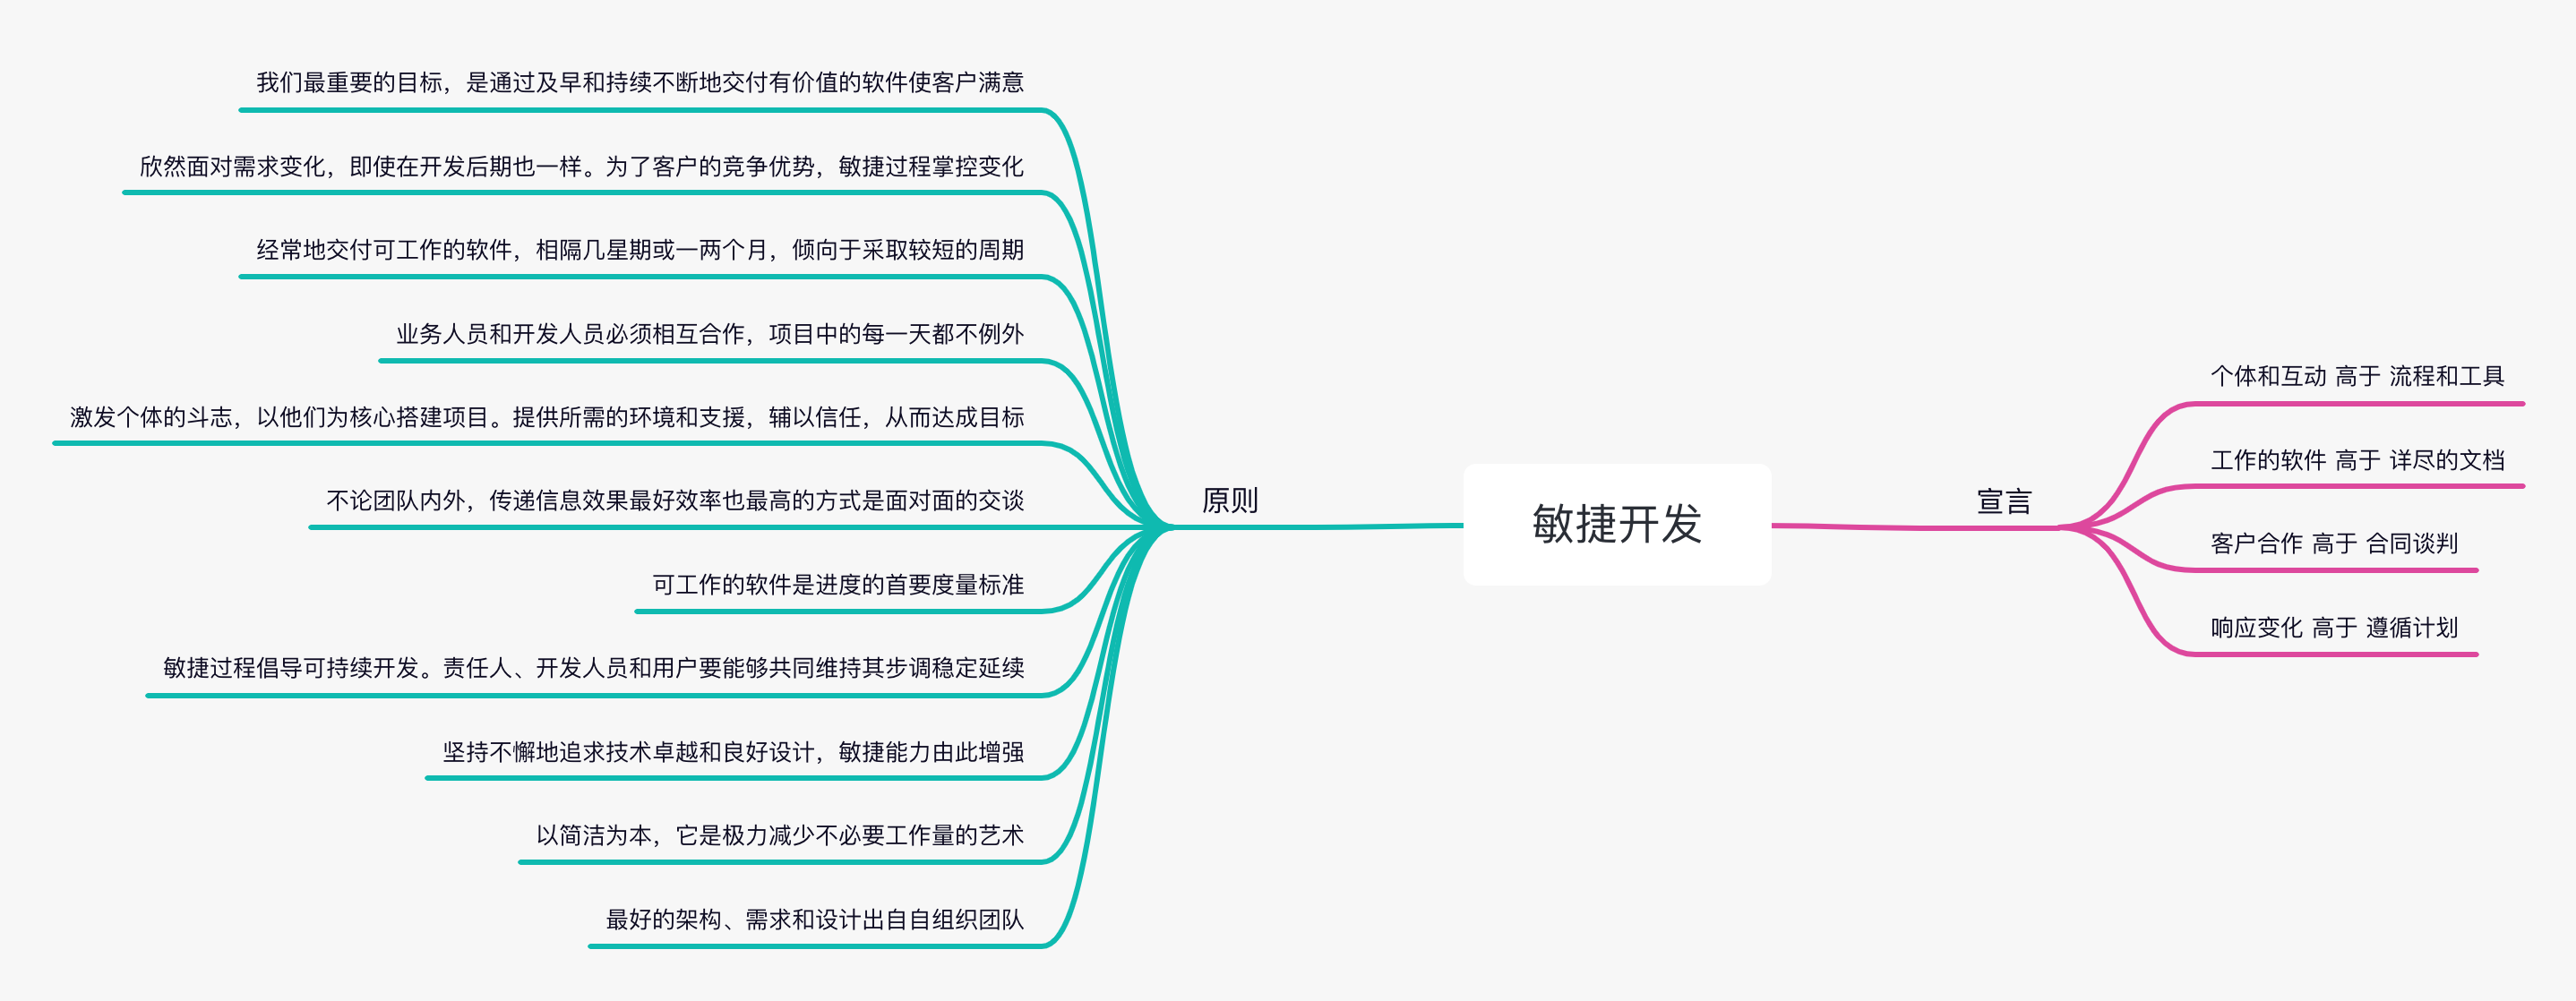 敏捷开发
原则
我们最重要的目标，是通过及早和持续不断地交付有价值的软件使客户满意
欣然面对需求变化，即使在开发后期也一样。为了客户的竞争优势，敏捷过程掌控变化
经常地交付可工作的软件，相隔几星期或一两个月，倾向于采取较短的周期
业务人员和开发人员必须相互合作，项目中的每一天都不例外
激发个体的斗志，以他们为核心搭建项目。提供所需的环境和支援，辅以信任，从而达成目标
不论团队内外，传递信息效果最好效率也最高的方式是面对面的交谈
可工作的软件是进度的首要度量标准
敏捷过程倡导可持续开发。责任人、开发人员和用户要能够共同维持其步调稳定延续
坚持不懈地追求技术卓越和良好设计，敏捷能力由此增强
以简洁为本，它是极力减少不必要工作量的艺术
最好的架构、需求和设计出自自组织团队
宣言
个体和互动 高于 流程和工具
工作的软件 高于 详尽的文档
客户合作 高于 合同谈判
响应变化 高于 遵循计划